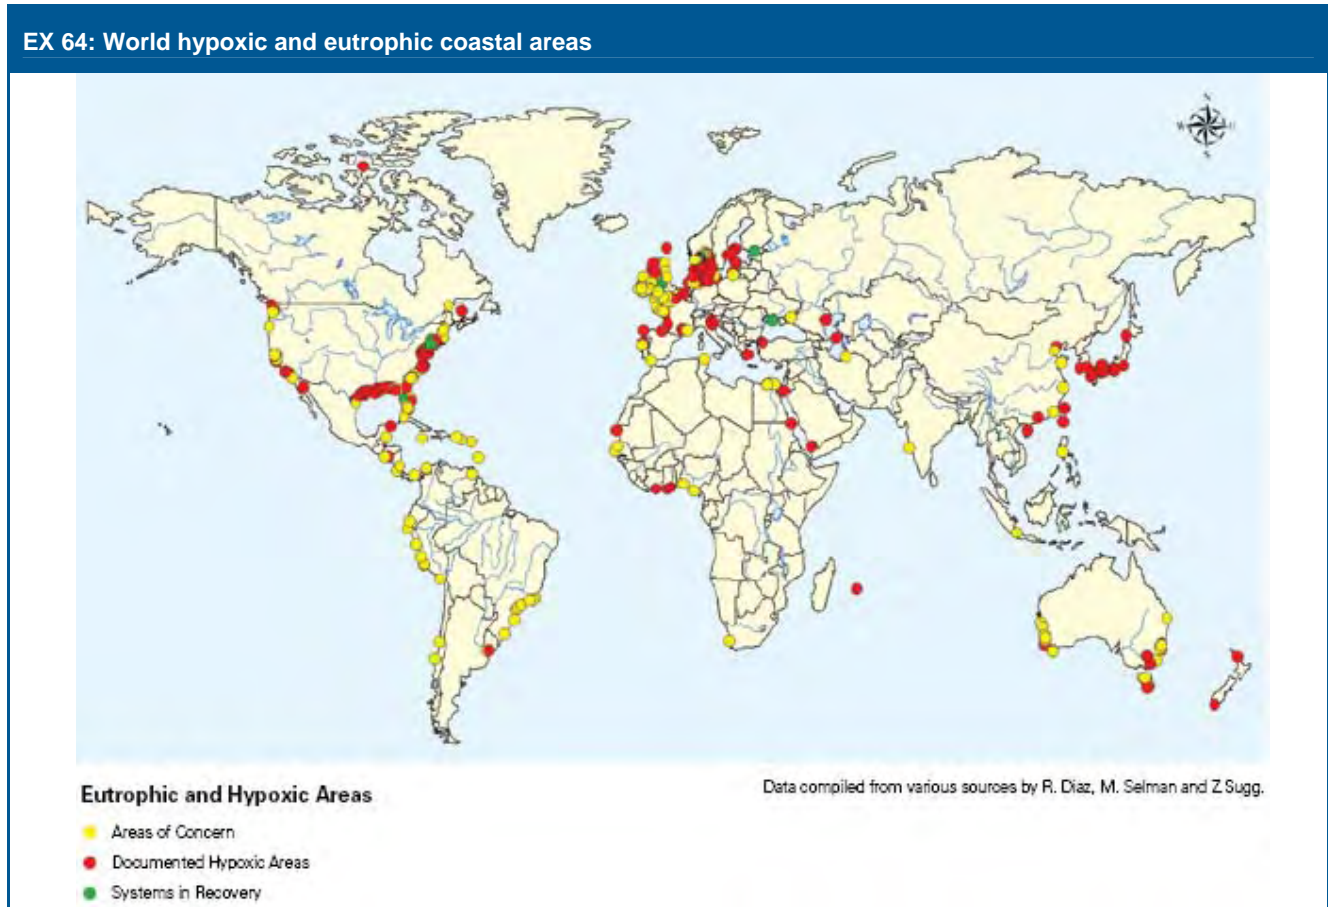 EX 64: World hypoxic and eutrophic coastal areas
N
W
S
Eutrophic and Hypoxic Areas
Data compiled from various sources by R. Diaz, M. Selman and Z Sugg.
Areas of Concern
Documented Hypoxic Areas
Systems in Recovery